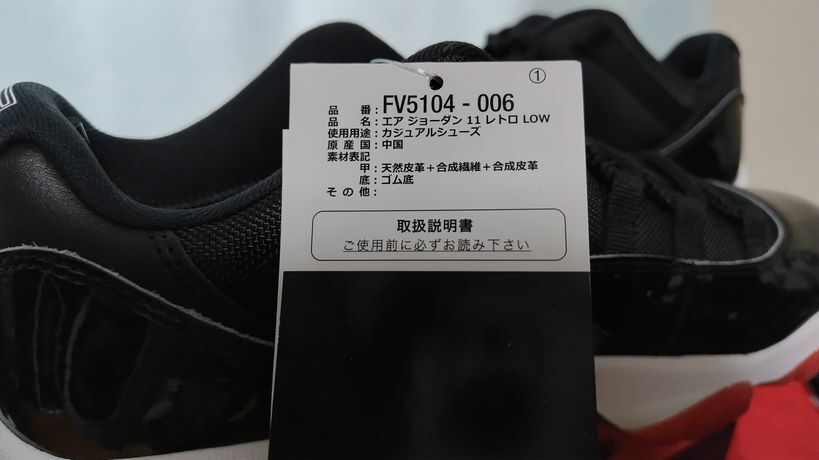 ①
品番：FV5104 - 006
品名：エア ジョーダン 11 レトロ LOW
使用用途：カジュアルシューズ
原産国：中国
素材表記
甲：天然皮革＋合成繊維＋合成皮革
底：ゴム底
その他：
取扱説明書
ご使用前に必ずお読み下さい